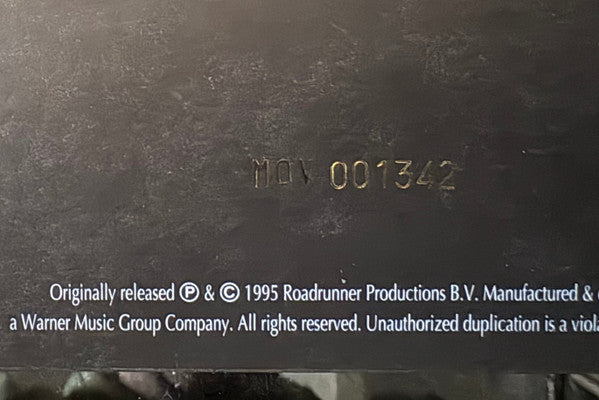 MOV 001342
Originally released Ⓟ & © 1995 Roadrunner Productions B.V. Manufactured &
a Warner Music Group Company. All rights reserved. Unauthorized duplication is a viola